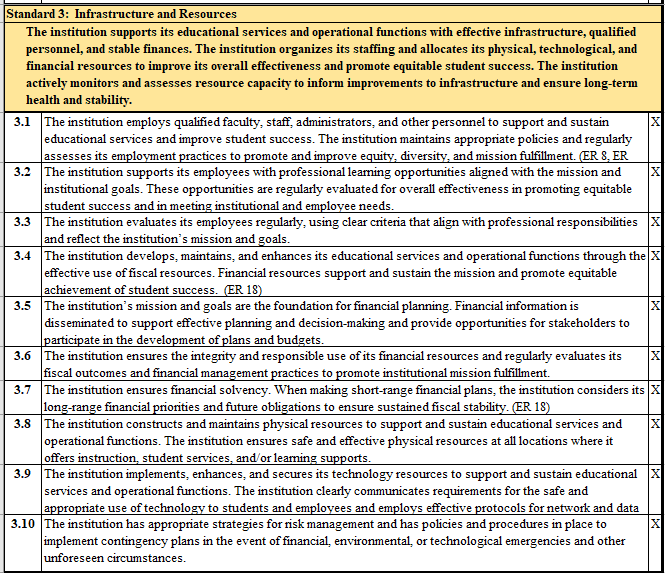 Standard 3: Infrastructure and Resources
The institution supports its educational services and operational functions with effective infrastructure, qualified
personnel, and stable finances. The institution organizes its staffing and allocates its physical, technological, and
financial resources to improve its overall effectiveness and promote equitable student success. The institution
actively monitors and assesses resource capacity to inform improvements to infrastructure and ensure long-term
health and stability.
3.1 The institution employs qualified faculty, staff, administrators, and other personnel to support and sustain X
educational services and improve student success. The institution maintains appropriate policies and regularly
assesses its employment practices to promote and improve equity, diversity, and mission fulfillment. (ER 8, ER
3.2 The institution supports its employees with professional learning opportunities aligned with the mission and X
institutional goals. These opportunities are regularly evaluated for overall effectiveness in promoting equitable
student success and in meeting institutional and employee needs.
3.3 The institution evaluates its employees regularly, using clear criteria that align with professional responsibilities X
and reflect the institution's mission and goals.
3.4 The institution develops, maintains, and enhances its educational services and operational functions through the X
effective use of fiscal resources. Financial resources support and sustain the mission and promote equitable
achievement of student success. (ER 18)
3.5 The institution's mission and goals are the foundation for financial planning. Financial information is X
disseminated to support effective planning and decision-making and provide opportunities for stakeholders to
participate in the development of plans and budgets.
3.6 The institution ensures the integrity and responsible use of its financial resources and regularly evaluates its X
fiscal outcomes and financial management practices to promote institutional mission fulfillment.
3.7 The institution ensures financial solvency. When making short-range financial plans, the institution considers its X
long-range financial priorities and future obligations to ensure sustained fiscal stability. (ER 18)
3.8 The institution constructs and maintains physical resources to support and sustain educational services and X
operational functions. The institution ensures safe and effective physical resources at all locations where it
offers instruction, student services, and/or learning supports.
3.9 The institution implements, enhances, and secures its technology resources to support and sustain educational X
services and operational functions. The institution clearly communicates requirements for the safe and
appropriate use of technology to students and employees and employs effective protocols for network and data
3.10 The institution has appropriate strategies for risk management and has policies and procedures in place to X
implement contingency plans in the event of financial, environmental, or technological emergencies and other
unforeseen circumstances.